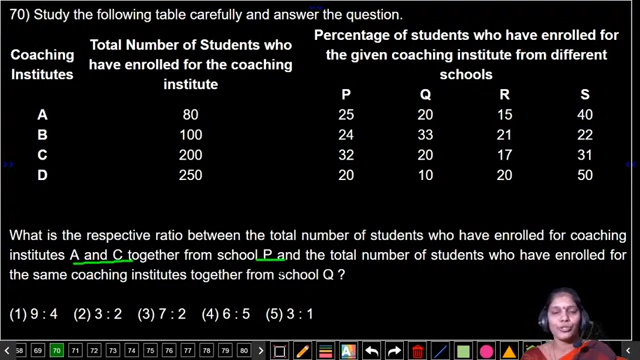 70) Study the following table carefully and answer the question.
Coaching Institutes | Total Number of Students who have enrolled for the coaching institute | Percentage of students who have enrolled for the given coaching institute from different schools
P Q R S
A 80 25 20 15 40
B 100 24 33 21 22
C 200 32 20 17 31
D 250 20 10 20 50
What is the respective ratio between the total number of students who have enrolled for coaching
institutes A and C together from school P and the total number of students who have enrolled for
the same coaching institutes together from school Q ?
(1) 9 : 4 (2) 3 : 2 (3) 7 : 2 (4) 6 : 5 (5) 3 : 1
68 69 70 71 72 73 74 75 76 77 78 79 80 A